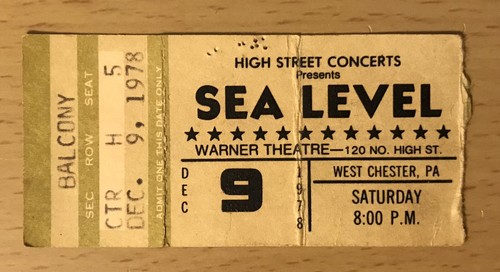 BALCONY
SEC ROW SEAT
CTR H 5
DEC. 9, 1978
ADMIT ONE THIS DATE ONLY
HIGH STREET CONCERTS
Presents
SEA LEVEL
WARNER THEATRE—120 NO. HIGH ST.
DEC
9
1978
WEST CHESTER, PA
SATURDAY
8:00 P.M.